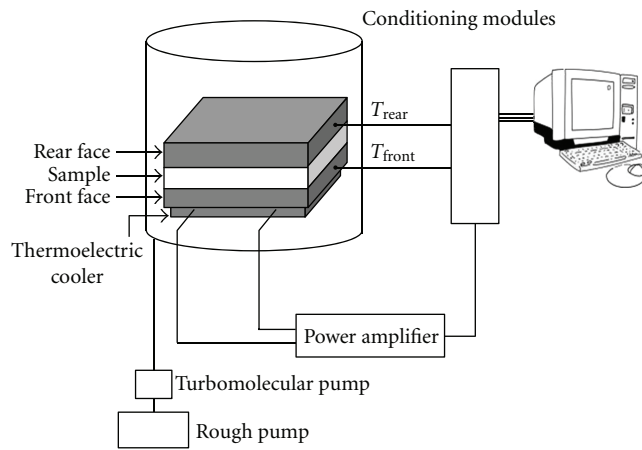 Conditioning modules
T_rear
T_front
Rear face
Sample
Front face
Thermoelectric
cooler
Power amplifier
Turbomolecular pump
Rough pump